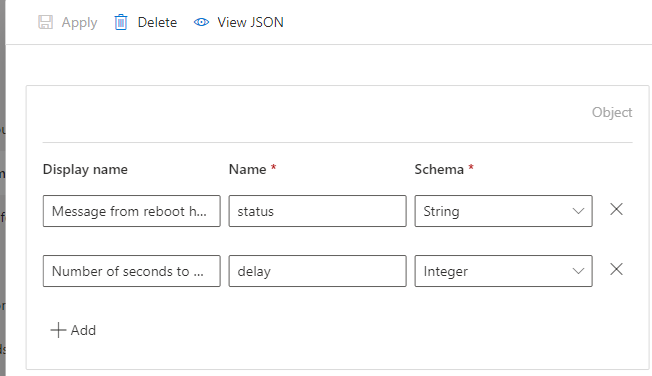 Apply Delete View JSON
Object
Display name Name * Schema *
Message from reboot h... status String
Number of seconds to ... delay Integer
Add